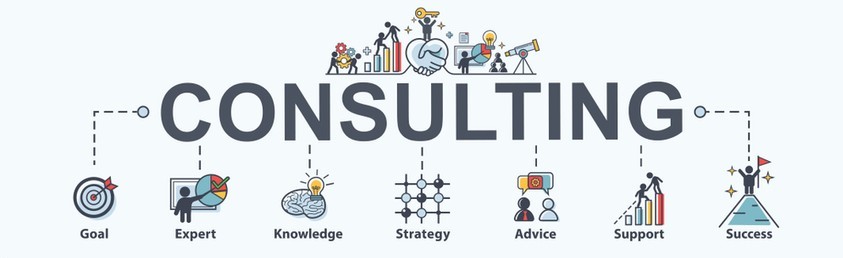 CONSULTING
Goal
Expert
Knowledge
Strategy
Advice
Support
Success